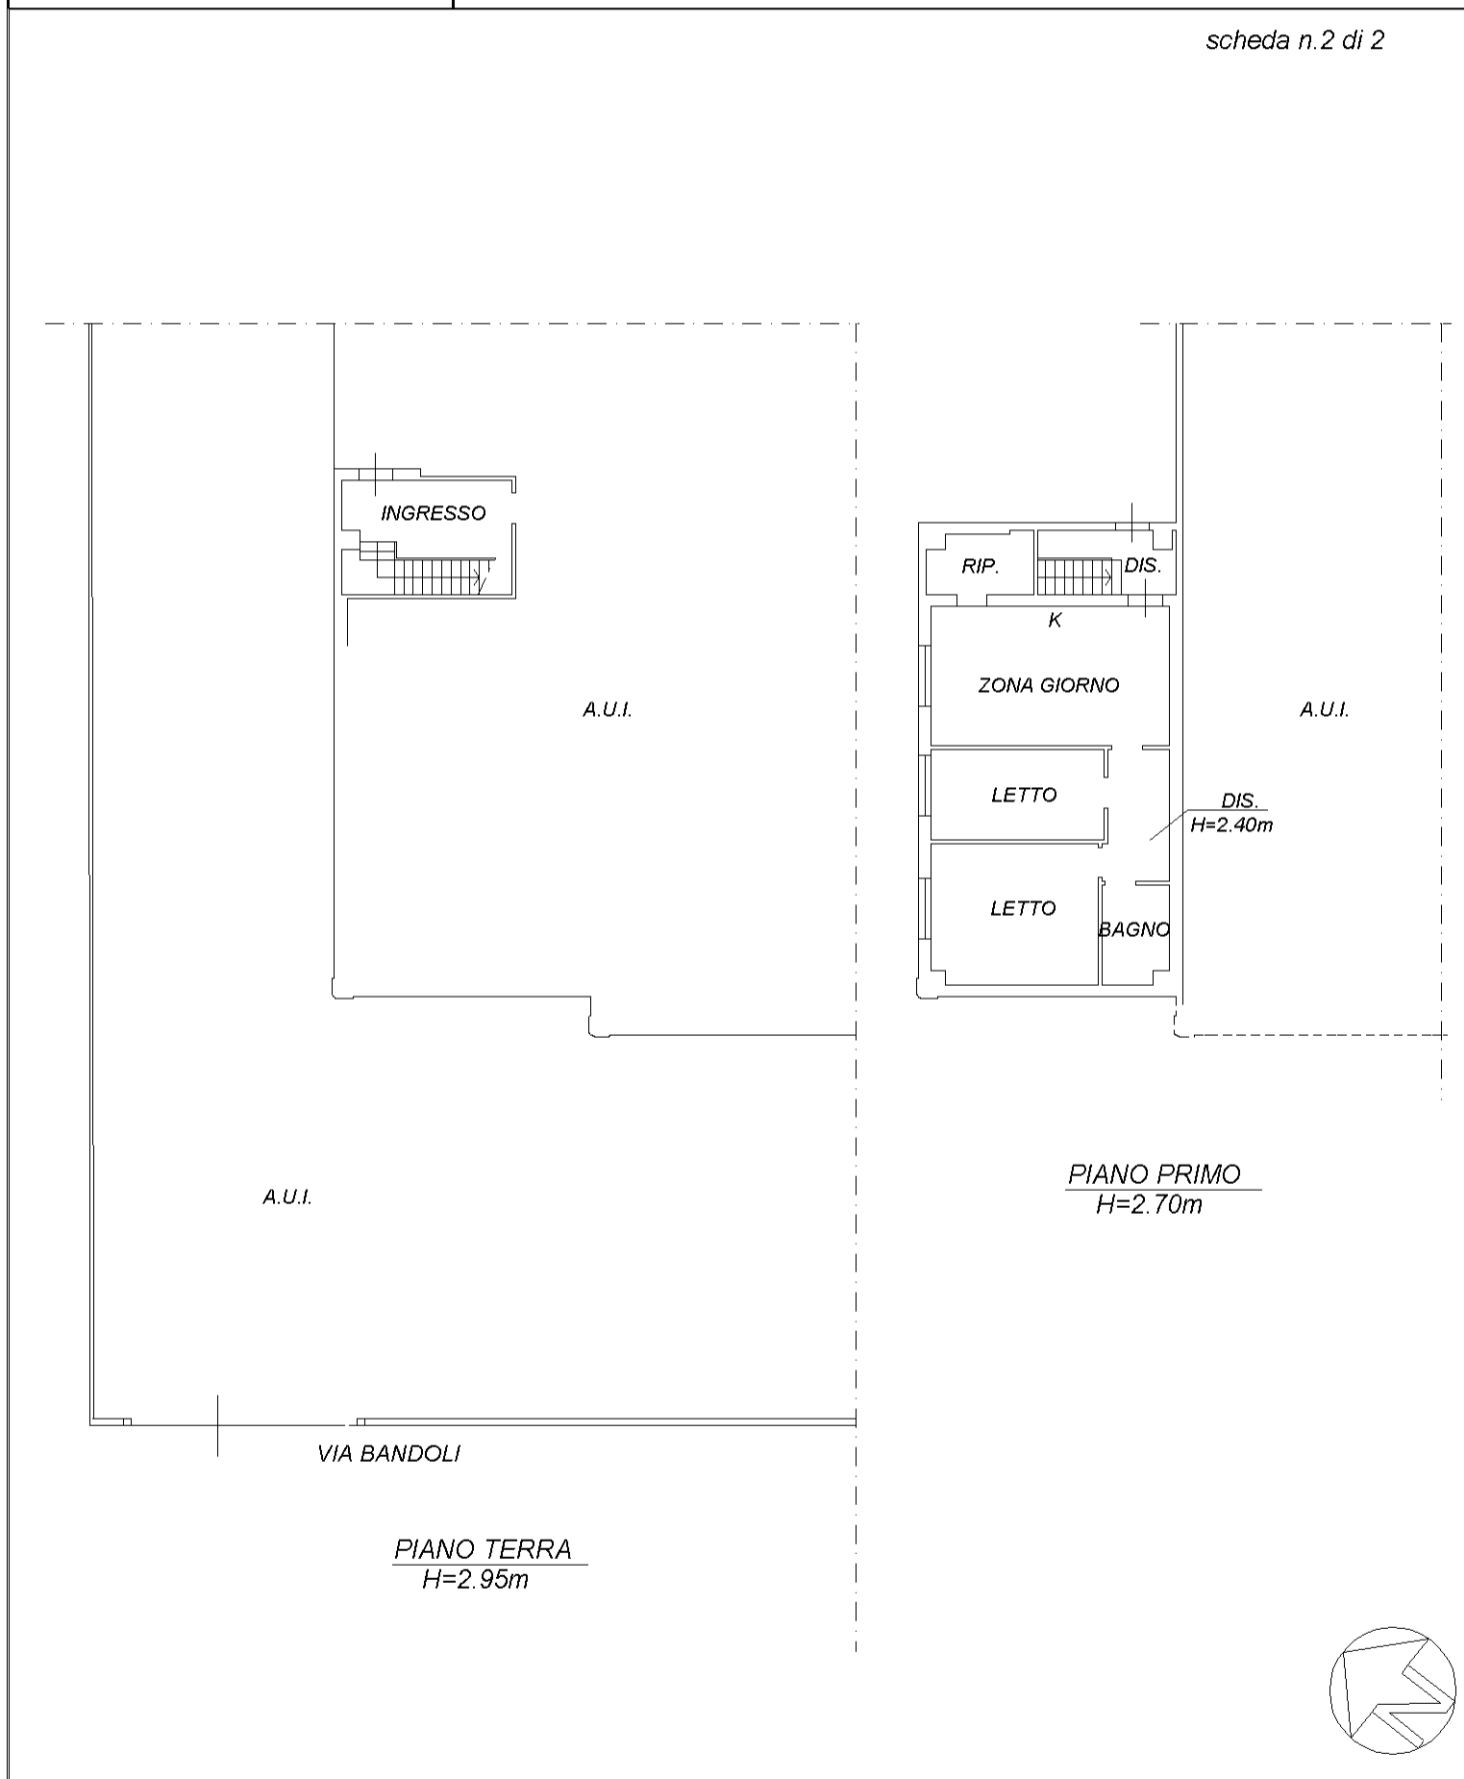 scheda n.2 di 2
INGRESSO
A.U.I.
A.U.I.
VIA BANDOLI
PIANO TERRA
H=2.95m
RIP.
DIS.
K
ZONA GIORNO
A.U.I.
LETTO
DIS.
H=2.40m
LETTO
BAGNO
PIANO PRIMO
H=2.70m